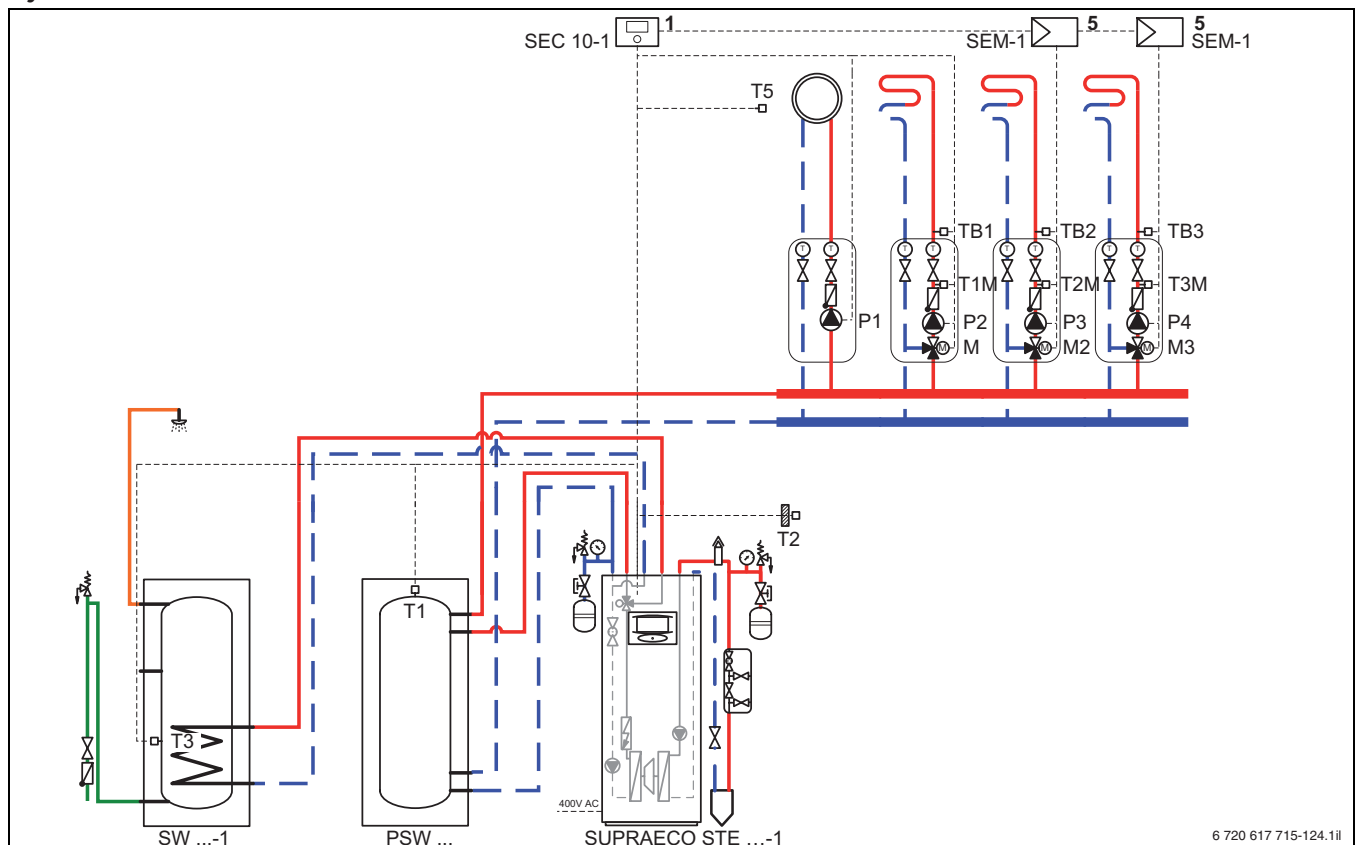 SEC 10-1
1
SEM-1
5
5
SEM-1
T5
TB1
TB2
TB3
T
T
T
T
T
T
T
T
T1M
T2M
T3M
P1
P2
P3
P4
M
M
M
M2
M
M3
T2
T1
T3
400V AC
SW ...-1
PSW ...
SUPRAECO STE ...-1
6 720 617 715-124.1il